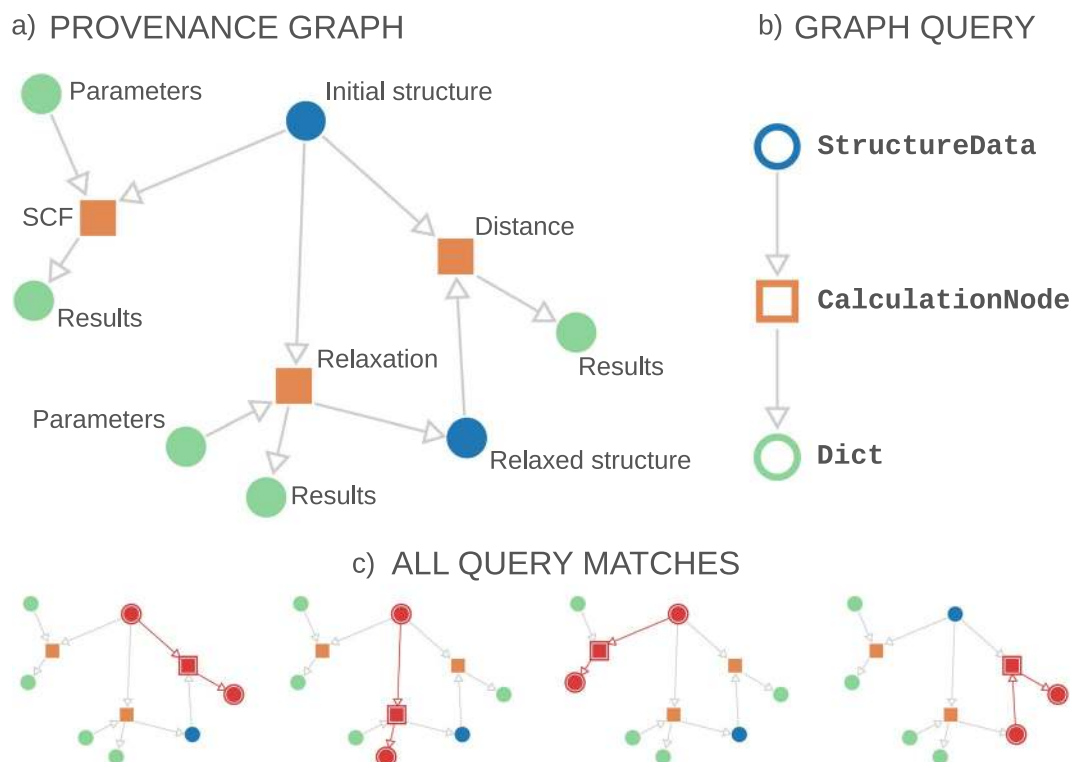 a) PROVENANCE GRAPH
Parameters
Initial structure
SCF
Distance
Results
Relaxation
Results
Parameters
Relaxed structure
Results
b) GRAPH QUERY
StructureData
CalculationNode
Dict
c) ALL QUERY MATCHES